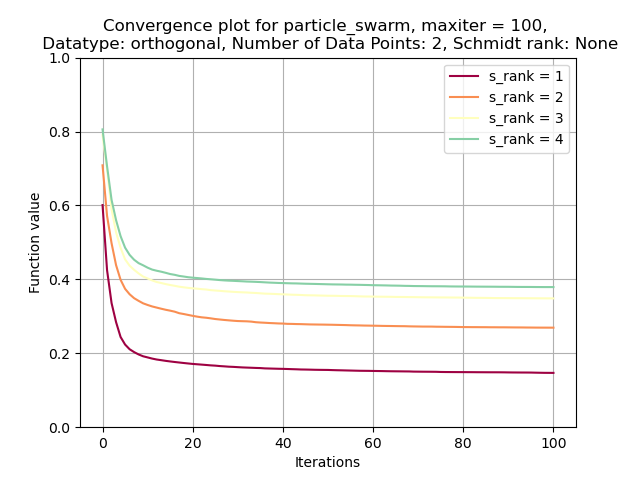 Convergence plot for particle_swarm, maxiter = 100,
Datatype: orthogonal, Number of Data Points: 2, Schmidt rank: None
1.0
0.8
0.6
0.4
0.2
0.0
Function value
s_rank = 1
s_rank = 2
s_rank = 3
s_rank = 4
0 20 40 60 80 100
Iterations